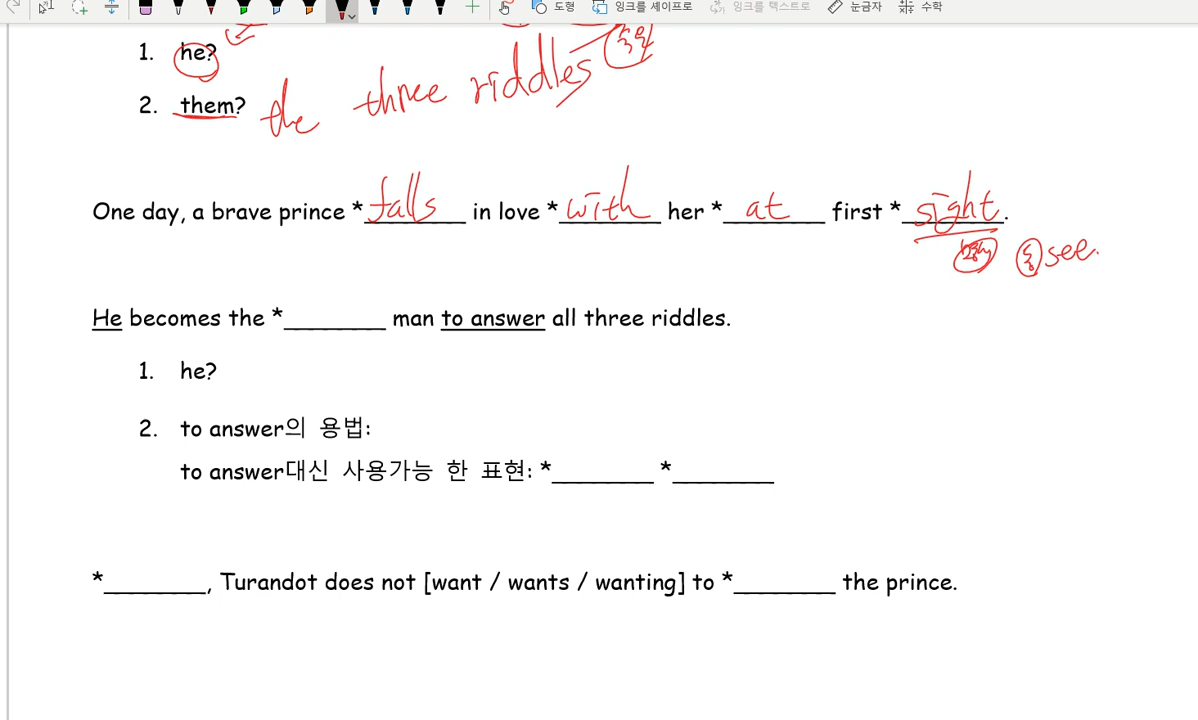 도형 잉크를 셰이프로 잉크를 텍스트로 눈금자 수학
1. he?
2. them? the three riddles
One day, a brave prince *falls in love *with her *at first *sight.
see.
He becomes the *________ man to answer all three riddles.
1. he?
2. to answer의 용법:
to answer대신 사용가능 한 표현: *________ *________
*________, Turandot does not [want / wants / wanting] to *________ the prince.